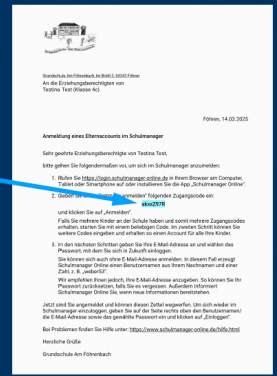 Grundschule Am Föhrenbach, Im Brühl 3, 54343 Föhren
An die Erziehungsberechtigten von
Testina Test (Klasse 4c)
Föhren, 14.03.2025
Anmeldung eines Elternaccounts im Schulmanager
Sehr geehrte Erziehungsberechtigte von Testina Test,
bitte gehen Sie folgendermaßen vor, um sich im Schulmanager anzumelden:
1. Rufen Sie https://login.schulmanager-online.de in Ihrem Browser am Computer,
Tablet oder Smartphone auf oder installieren Sie die App „Schulmanager Online".
2. Geben Sie unter anmelden" folgenden Zugangscode ein:
und klicken Sie auf „Anmelden".
Falls Sie mehrere Kinder an der Schule haben und somit mehrere Zugangscodes
erhalten, starten Sie mit einem beliebigen Code. Im zweiten Schritt können Sie
weitere Codes eingeben und erhalten so einen Account für alle Ihre Kinder.
3. In den nächsten Schritten geben Sie Ihre E-Mail-Adresse an und wählen das
Passwort, mit dem Sie sich in Zukunft einloggen.
Sie können sich auch ohne E-Mail-Adresse anmelden. In diesem Fall erzeugt
Schulmanager Online einen Benutzernamen aus Ihrem Nachnamen und einer
Zahl, z. B. „weber53".
Wir empfehlen Ihnen jedoch, Ihre E-Mail-Adresse anzugeben. So können Sie Ihr
Passwort zurücksetzen, falls Sie es vergessen. Außerdem informiert
Schulmanager Online Sie, wenn neue Informationen bereitstehen.
Jetzt sind Sie angemeldet und können diesen Zettel wegwerfen. Um sich wieder im
Schulmanager einzuloggen, geben Sie auf der Seite rechts oben den Benutzernamen/
die E-Mail-Adresse sowie das gewählte Passwort ein und klicken Sie auf „Einloggen".
Bei Problemen finden Sie Hilfe unter: https://www.schulmanager-online.de/hilfe.html
Herzliche Grüße
Grundschule Am Föhrenbach